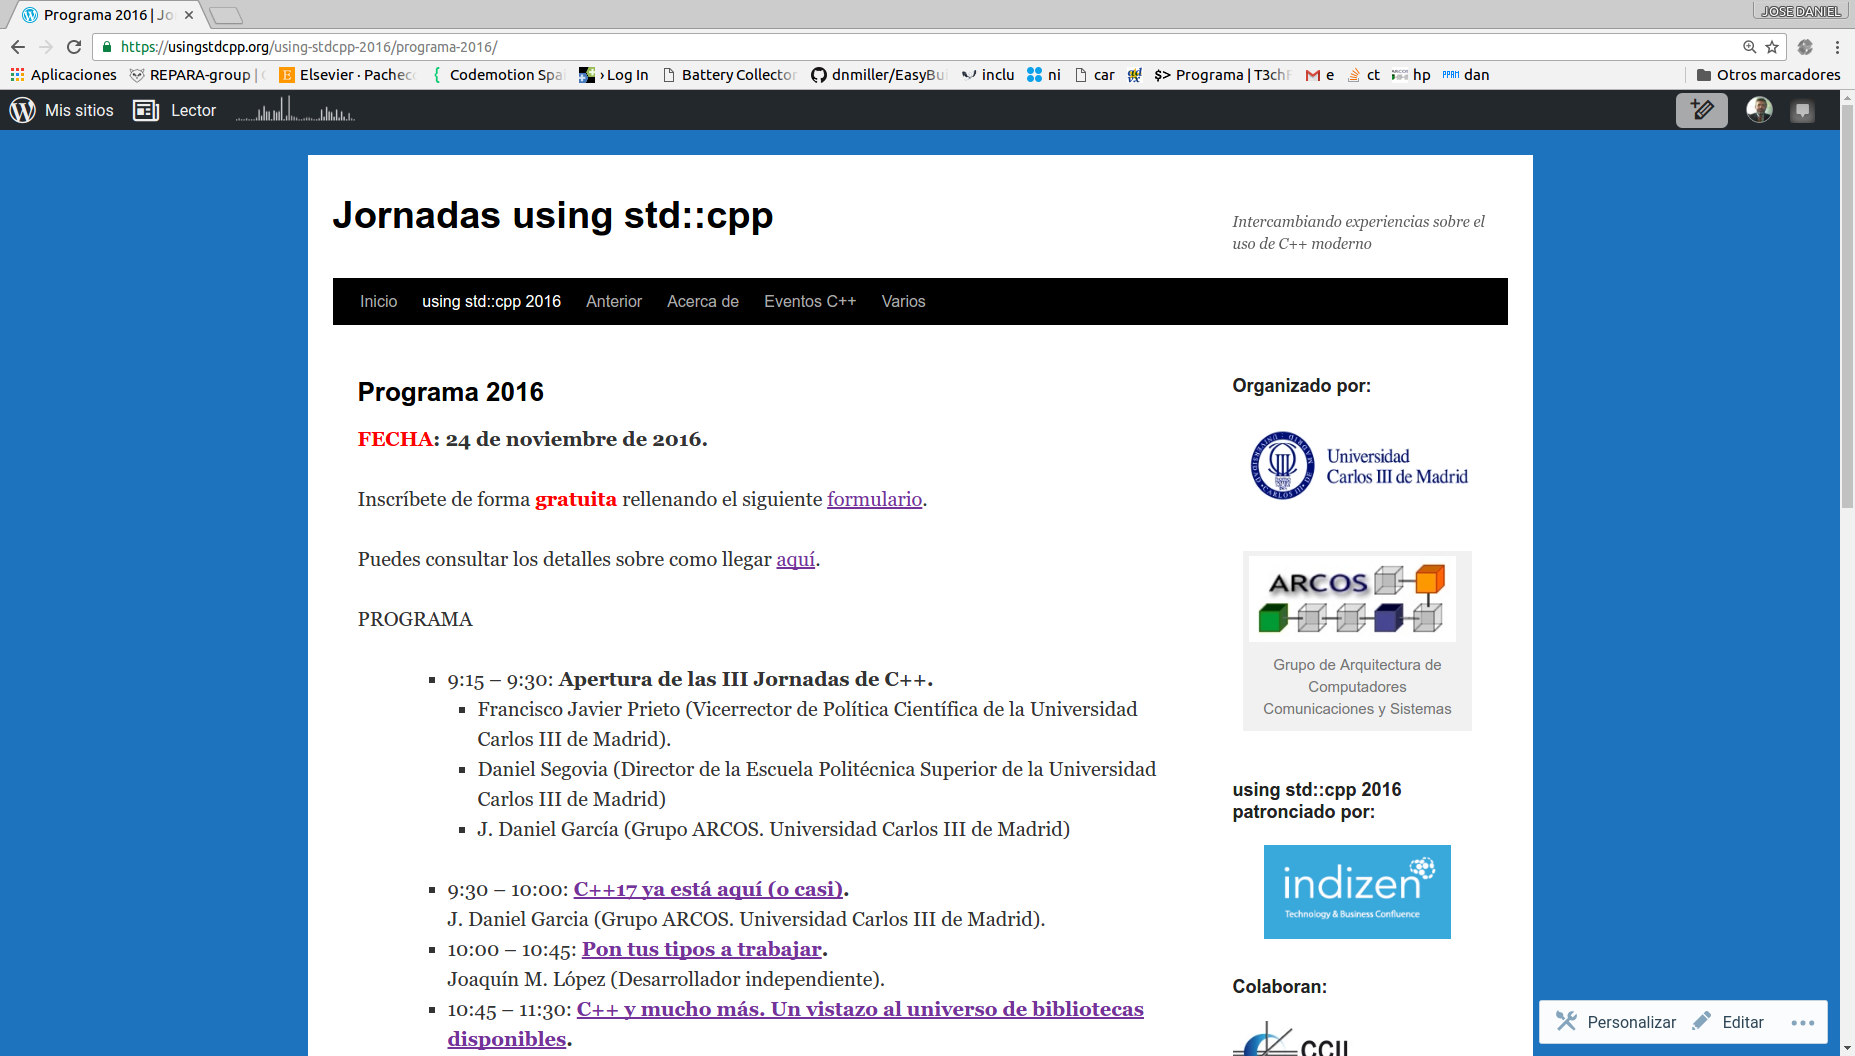 Programa 2016 | Jo
JOSE DANIEL
https://usingstdcpp.org/using-stdcpp-2016/programa-2016/
Aplicaciones REPARA-group | Elsevier · Pachec Codemotion Spa › Log In Battery Collector dnmiller/EasyBu inclu ni car $> Programa | T3ch e ct hp dan Otros marcadores
Mis sitios Lector
Jornadas using std::cpp
Intercambiando experiencias sobre el
uso de C++ moderno
Inicio using std::cpp 2016 Anterior Acerca de Eventos C++ Varios
Programa 2016
FECHA: 24 de noviembre de 2016.
Inscríbete de forma gratuita rellenando el siguiente formulario.
Puedes consultar los detalles sobre como llegar aquí.
PROGRAMA
9:15 – 9:30: Apertura de las III Jornadas de C++.
Francisco Javier Prieto (Vicerrector de Política Científica de la Universidad
Carlos III de Madrid).
Daniel Segovia (Director de la Escuela Politécnica Superior de la Universidad
Carlos III de Madrid)
J. Daniel García (Grupo ARCOS. Universidad Carlos III de Madrid)
9:30 – 10:00: C++17 ya está aquí (o casi).
J. Daniel Garcia (Grupo ARCOS. Universidad Carlos III de Madrid).
10:00 – 10:45: Pon tus tipos a trabajar.
Joaquín M. López (Desarrollador independiente).
10:45 – 11:30: C++ y mucho más. Un vistazo al universo de bibliotecas
disponibles.
Organizado por:
Universidad
Carlos III de Madrid
ARCOS
Grupo de Arquitectura de
Computadores
Comunicaciones y Sistemas
using std::cpp 2016
patronciado por:
indizen
Technology & Business Confluence
Colaboran:
CCII
Personalizar Editar